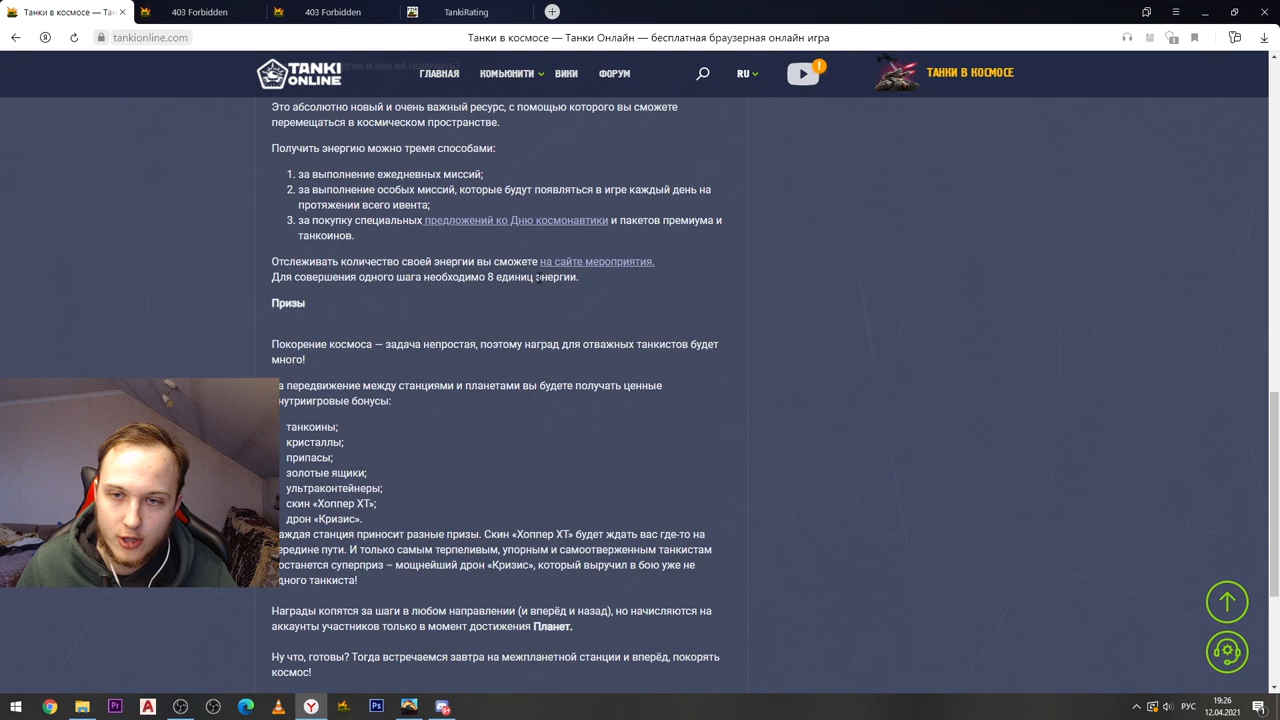 Танки в космосе — Тан
403 Forbidden
403 Forbidden
TankiRating
tankionline.com
Танки в космосе — Танки Онлайн — бесплатная браузерная онлайн игра
3
TANKI ONLINE
ГЛАВНАЯ
КОМЬЮНИТИ
ВИКИ
ФОРУМ
RU
!
ТАНКИ В КОСМОСЕ
Это абсолютно новый и очень важный ресурс, с помощью которого вы сможете
перемещаться в космическом пространстве.
Получить энергию можно тремя способами:
1. за выполнение ежедневных миссий;
2. за выполнение особых миссий, которые будут появляться в игре каждый день на
протяжении всего ивента;
3. за покупку специальных предложений ко Дню космонавтики и пакетов премиума и
танкоинов.
Отслеживать количество своей энергии вы сможете на сайте мероприятия.
Для совершения одного шага необходимо 8 единиц энергии.
Призы
Покорение космоса — задача непростая, поэтому наград для отважных танкистов будет
много!
а передвижение между станциями и планетами вы будете получать ценные
нутриигровые бонусы:
танкоины;
кристаллы;
припасы;
золотые ящики;
ультраконтейнеры;
скин «Хоппер ХТ»;
дрон «Кризис».
аждая станция приносит разные призы. Скин «Хоппер ХТ» будет ждать вас где-то на
ередине пути. И только самым терпеливым, упорным и самоотверженным танкистам
останется суперприз – мощнейший дрон «Кризис», который выручил в бою уже не
дного танкиста!
Награды копятся за шаги в любом направлении (и вперёд и назад), но начисляются на
аккаунты участников только в момент достижения Планет.
Ну что, готовы? Тогда встречаемся завтра на межпланетной станции и вперёд, покорять
космос!
РУС
19:26
12.04.2021